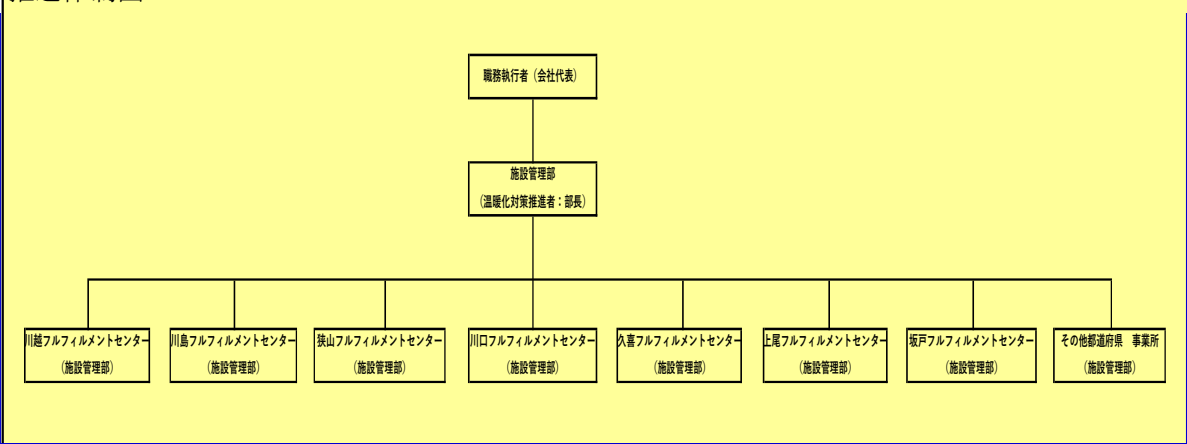 職務執行者（会社代表）
施設管理部
（温暖化対策推進者：部長）
川越フルフィルメントセンター
（施設管理部）
川島フルフィルメントセンター
（施設管理部）
狭山フルフィルメントセンター
（施設管理部）
川口フルフィルメントセンター
（施設管理部）
久喜フルフィルメントセンター
（施設管理部）
上尾フルフィルメントセンター
（施設管理部）
坂戸フルフィルメントセンター
（施設管理部）
その他都道府県　事業所
（施設管理部）